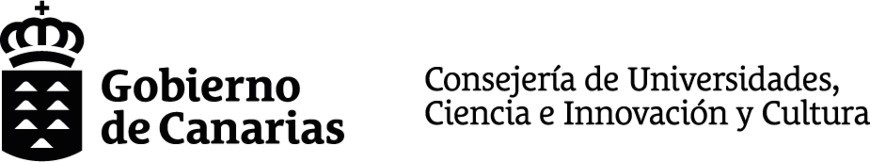 Gobierno
de Canarias
Consejería de Universidades,
Ciencia e Innovación y Cultura